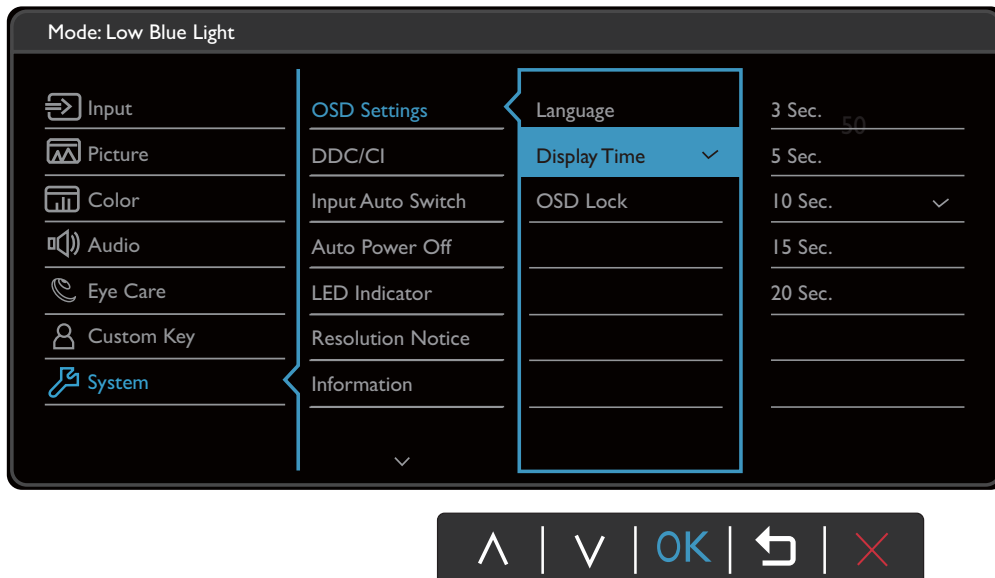 Mode: Low Blue Light
Input
Picture
Color
Audio
Eye Care
Custom Key
System
OSD Settings
DDC/CI
Input Auto Switch
Auto Power Off
LED Indicator
Resolution Notice
Information
Language
Display Time
OSD Lock
3 Sec.
50
5 Sec.
10 Sec.
15 Sec.
20 Sec.
OK